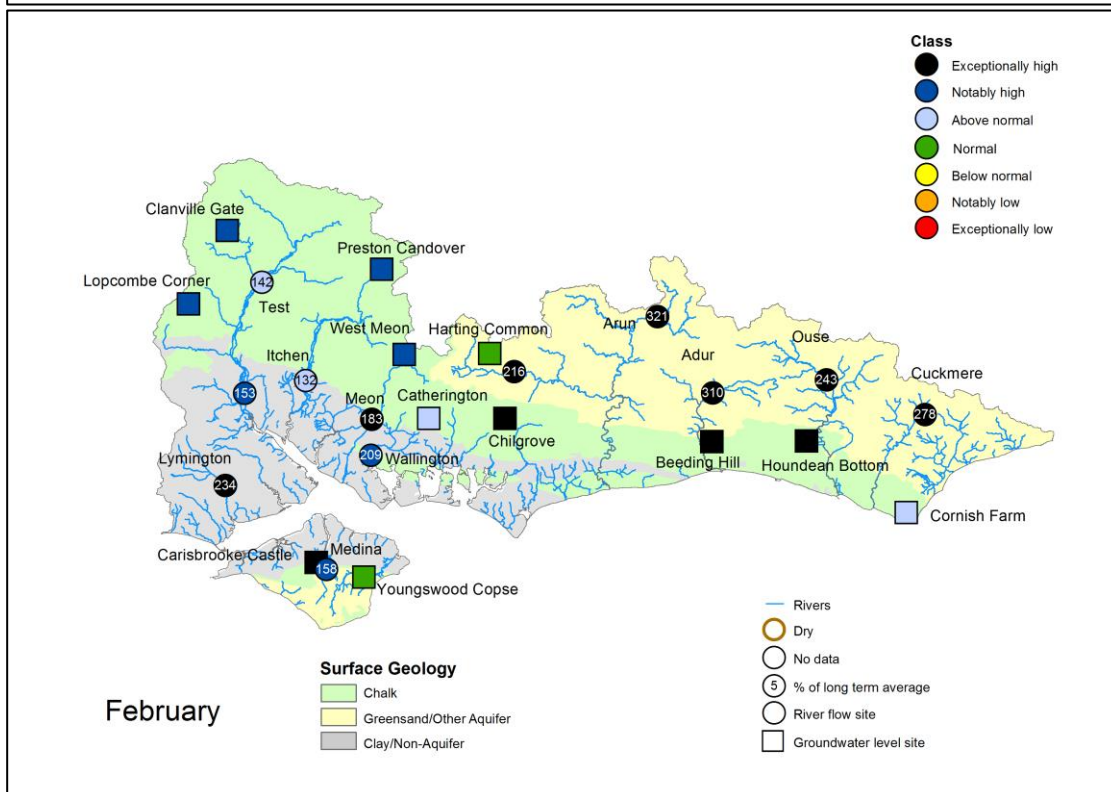 Class
Exceptionally high
Notably high
Above normal
Normal
Below normal
Notably low
Exceptionally low
Clanville Gate
Preston Candover
Lopcombe Corner
142
Test
West Meon
Harting Common
Arun
321
Adur
Ouse
Itchen
132
216
243
Cuckmere
153
Meon
183
Catherington
310
278
Chilgrove
209
Wallington
Beeding Hill
Houndean Bottom
Lymington
234
Cornish Farm
Carisbrooke Castle
Medina
158
Youngswood Copse
Rivers
Dry
No data
5
% of long term average
River flow site
Groundwater level site
Surface Geology
Chalk
Greensand/Other Aquifer
Clay/Non-Aquifer
February